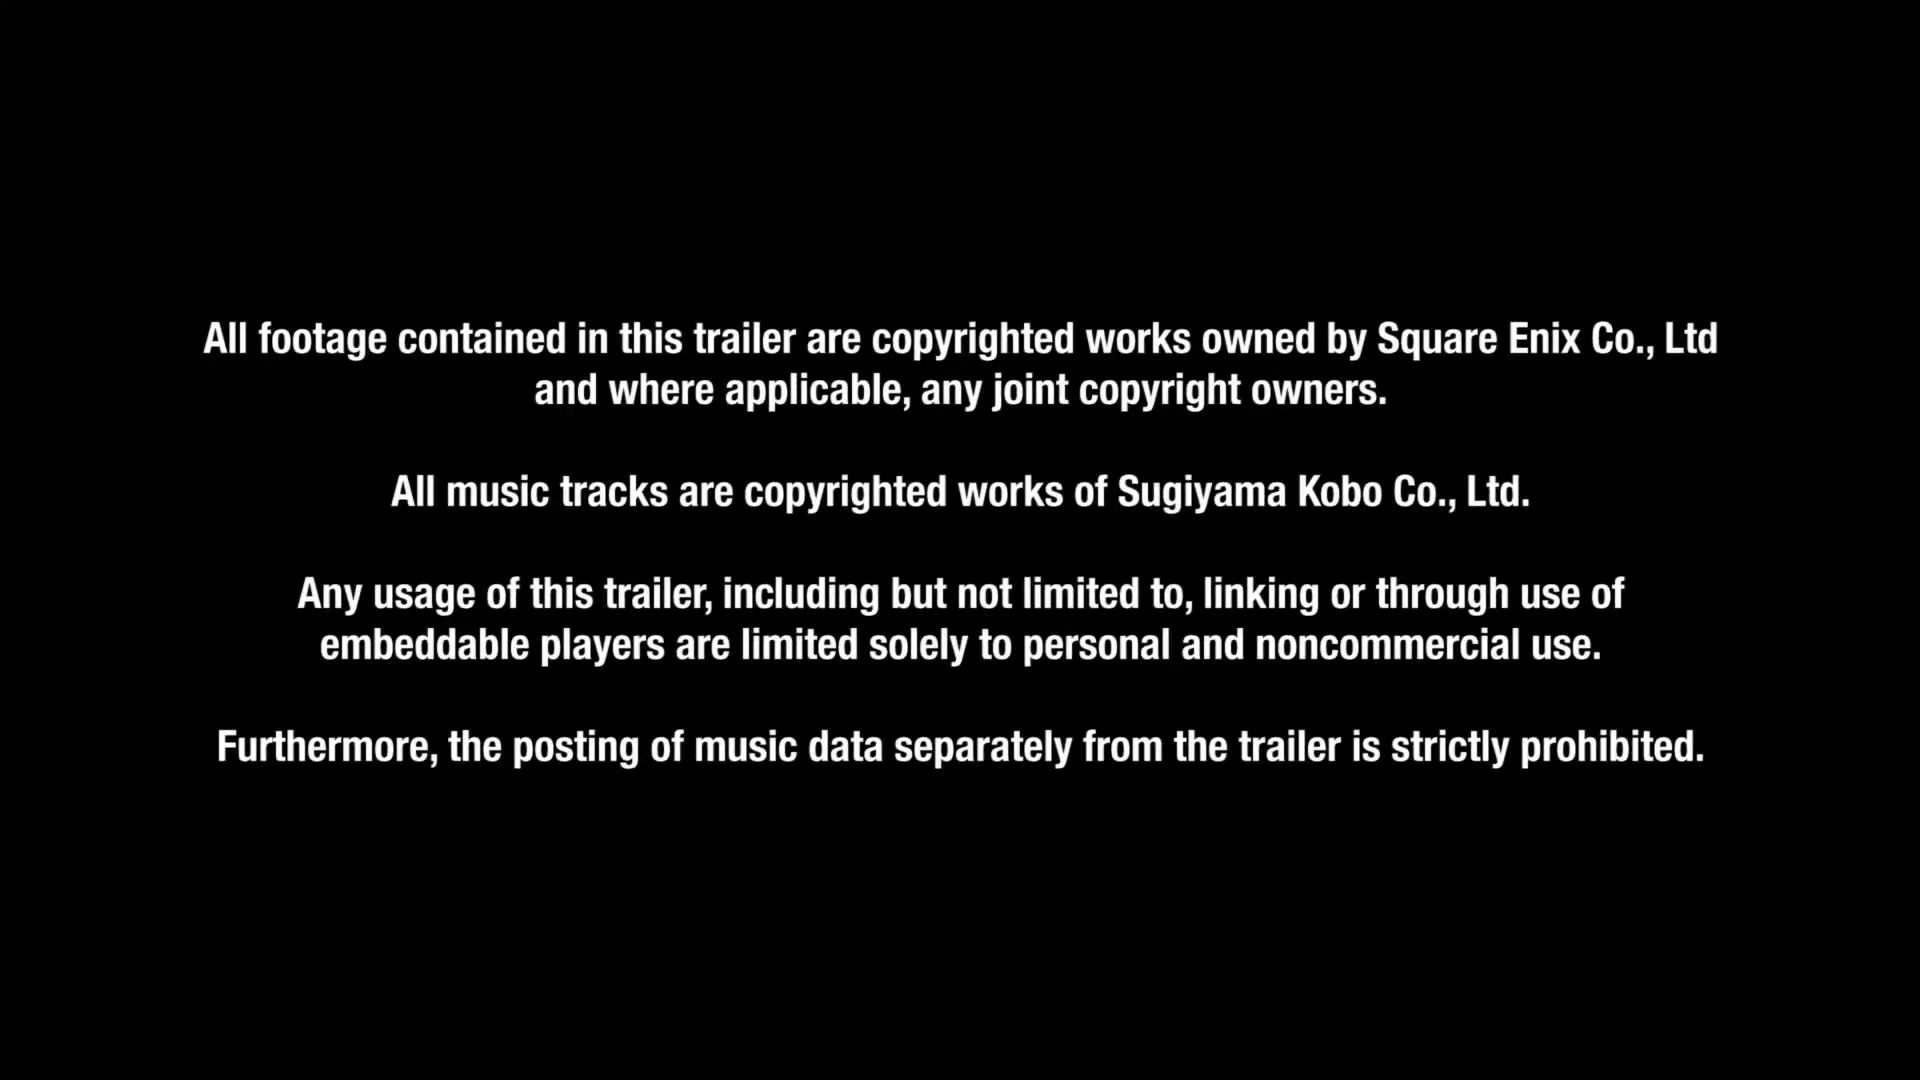 All footage contained in this trailer are copyrighted works owned by Square Enix Co., Ltd
and where applicable, any joint copyright owners.
All music tracks are copyrighted works of Sugiyama Kobo Co., Ltd.
Any usage of this trailer, including but not limited to, linking or through use of
embeddable players are limited solely to personal and noncommercial use.
Furthermore, the posting of music data separately from the trailer is strictly prohibited.